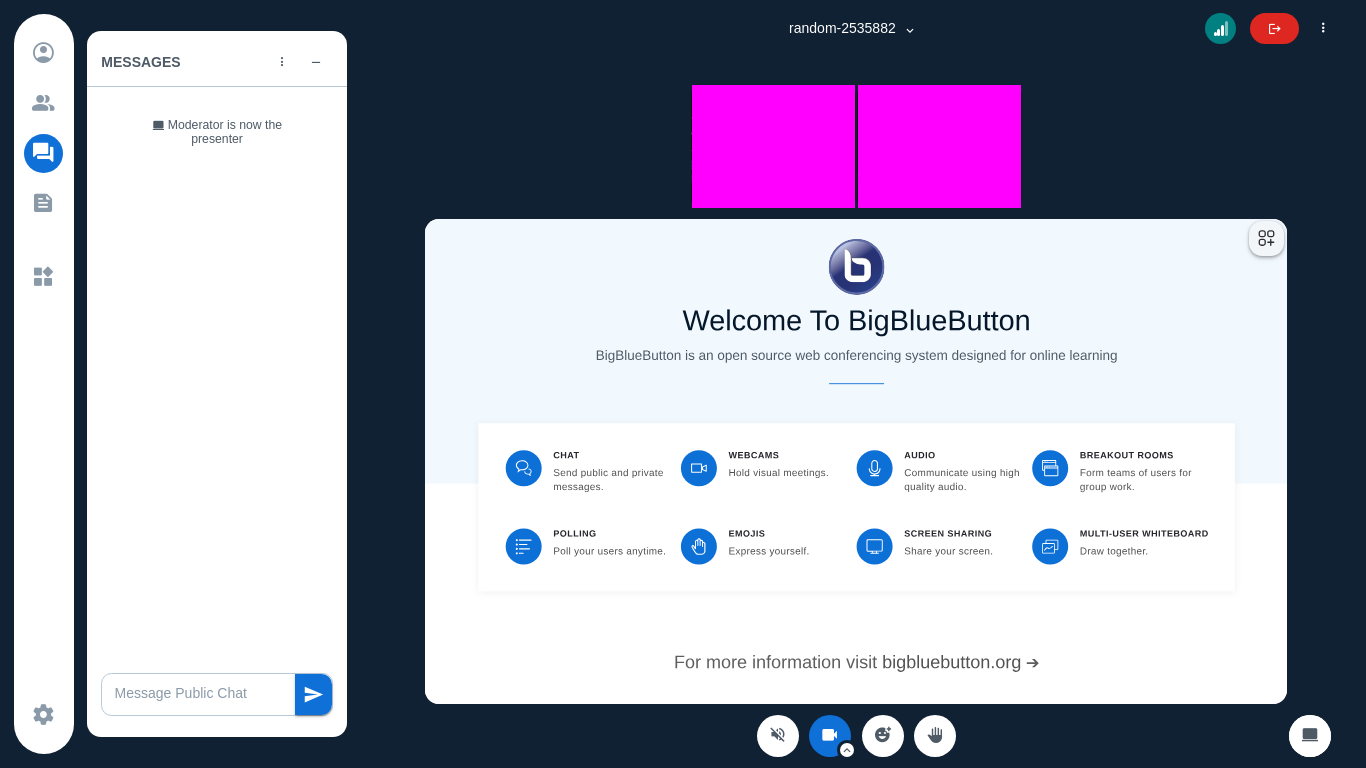 random-2535882
MESSAGES
Moderator is now the
presenter
Message Public Chat
Welcome To BigBlueButton
BigBlueButton is an open source web conferencing system designed for online learning
CHAT
Send public and private
messages.
WEBCAMS
Hold visual meetings.
AUDIO
Communicate using high
quality audio.
BREAKOUT ROOMS
Form teams of users for
group work.
POLLING
Poll your users anytime.
EMOJIS
Express yourself.
SCREEN SHARING
Share your screen.
MULTI-USER WHITEBOARD
Draw together.
For more information visit bigbluebutton.org ➔